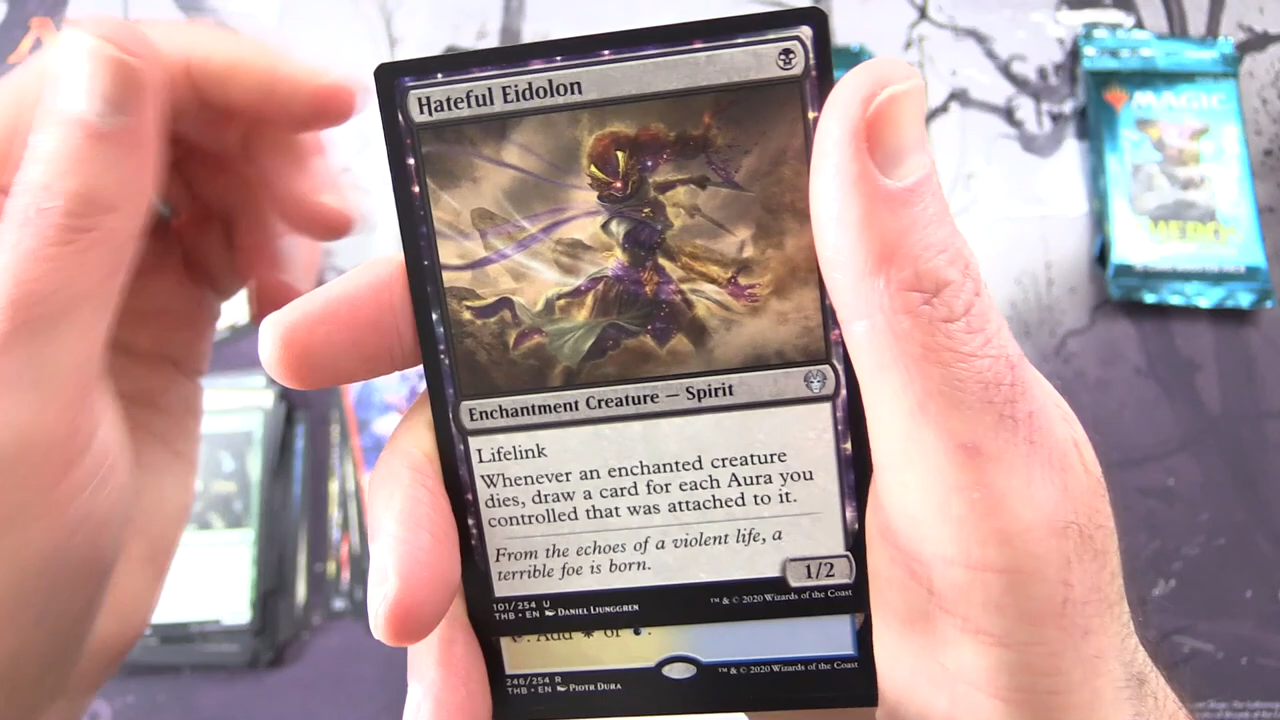 Hateful Eidolon
Enchantment Creature — Spirit
Lifelink
Whenever an enchanted creature
dies, draw a card for each Aura you
controlled that was attached to it.
From the echoes of a violent life, a
terrible foe is born.
1/2
101/254 U
THB • EN DANIEL LJUNGGREN
™ & © 2020 Wizards of the Coast
: Add or .
246/254 R
THB • EN PIOTR DURA
™ & © 2020 Wizards of the Coast
MAGIC